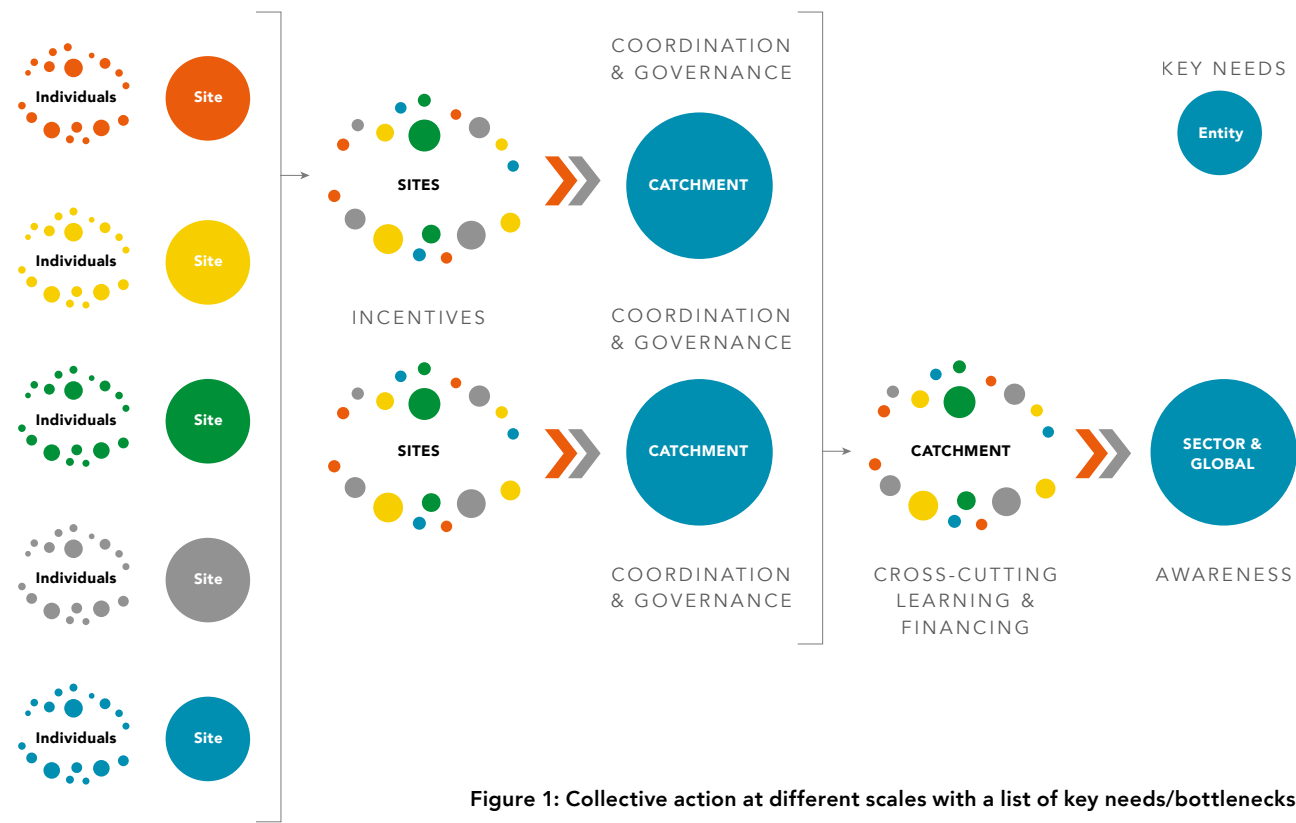 Individuals
Site
Individuals
Site
Individuals
Site
Individuals
Site
Individuals
Site
SITES
INCENTIVES
SITES
COORDINATION
& GOVERNANCE
CATCHMENT
COORDINATION
& GOVERNANCE
CATCHMENT
COORDINATION
& GOVERNANCE
CATCHMENT
CROSS-CUTTING
LEARNING &
FINANCING
KEY NEEDS
Entity
SECTOR &
GLOBAL
AWARENESS
Figure 1: Collective action at different scales with a list of key needs/bottlenecks